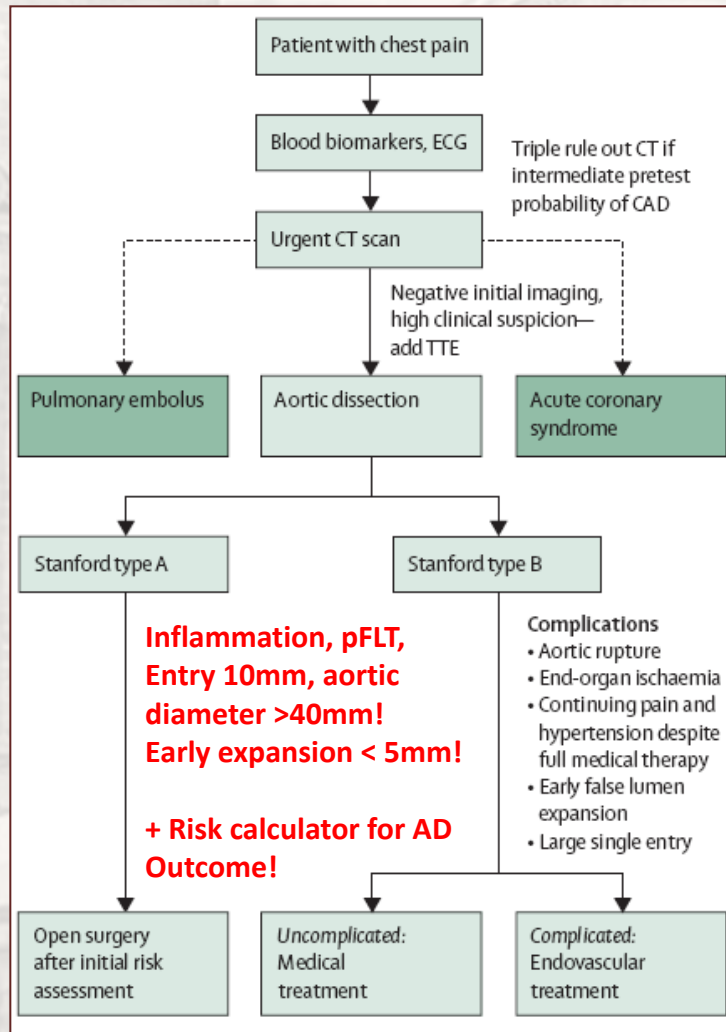 Patient with chest pain
Blood biomarkers, ECG
Triple rule out CT if
intermediate pretest
probability of CAD
Urgent CT scan
Negative initial imaging,
high clinical suspicion—
add TTE
Pulmonary embolus
Aortic dissection
Acute coronary
syndrome
Stanford type A
Stanford type B
Inflammation, pFLT,
Entry 10mm, aortic
diameter >40mm!
Early expansion < 5mm!
+ Risk calculator for AD
Outcome!
Complications
• Aortic rupture
• End-organ ischaemia
• Continuing pain and
hypertension despite
full medical therapy
• Early false lumen
expansion
• Large single entry
Open surgery
after initial risk
assessment
Uncomplicated:
Medical
treatment
Complicated:
Endovascular
treatment